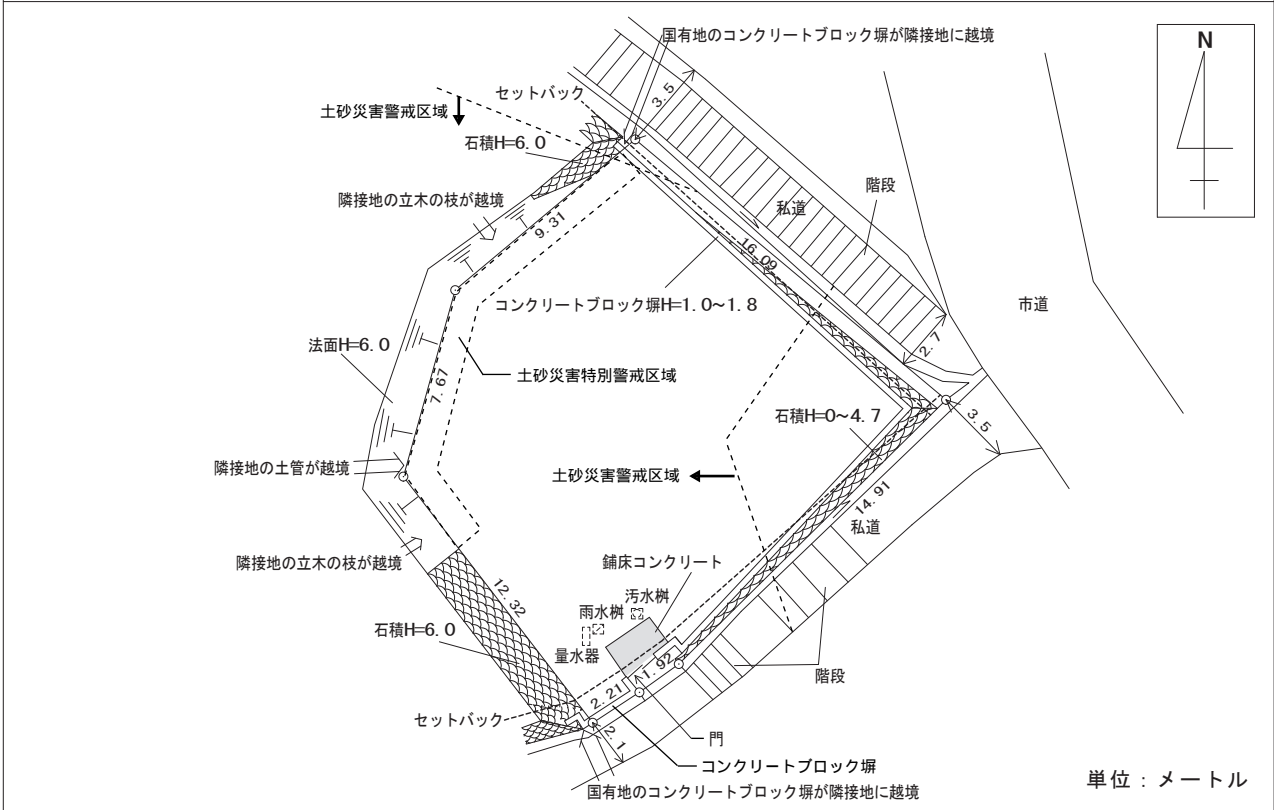 国有地のコンクリートブロック塀が隣接地に越境
N
セットバック
3.5
土砂災害警戒区域
石積H=6.0
階段
隣接地の立木の枝が越境
私道
9.31
16.09
コンクリートブロック塀H=1.0~1.8
市道
法面H=6.0
2.7
土砂災害特別警戒区域
7.67
石積H=0~4.7
3.5
隣接地の土管が越境
土砂災害警戒区域
14.91
私道
隣接地の立木の枝が越境
舗床コンクリート
12.32
汚水桝
雨水桝
石積H=6.0
量水器
1.92
階段
2.21
セットバック
2.1
門
コンクリートブロック塀
単位：メートル
国有地のコンクリートブロック塀が隣接地に越境